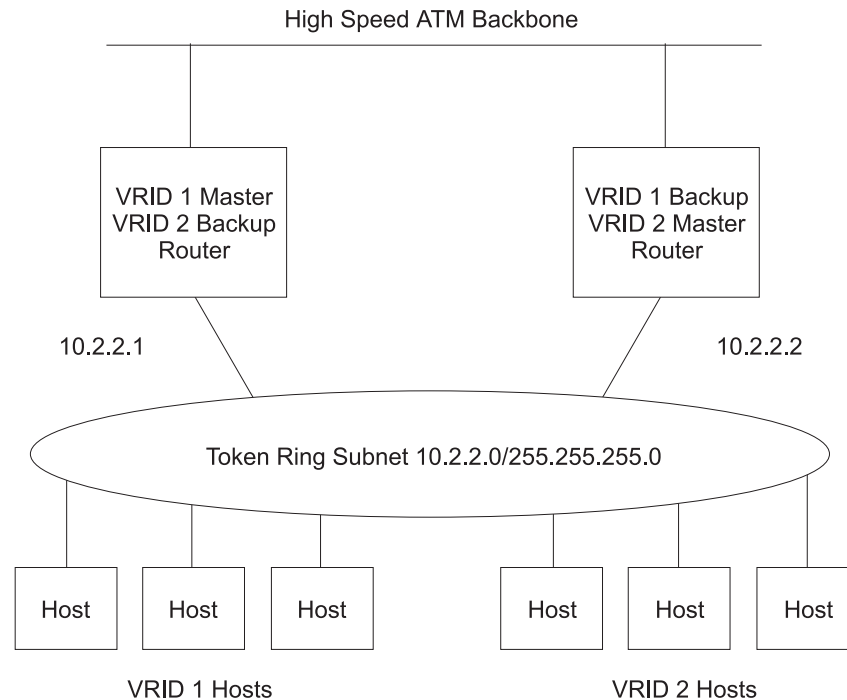 High Speed ATM Backbone
VRID 1 Master
VRID 2 Backup
Router
VRID 1 Backup
VRID 2 Master
Router
10.2.2.1
10.2.2.2
Token Ring Subnet 10.2.2.0/255.255.255.0
Host
Host
Host
Host
Host
Host
VRID 1 Hosts
VRID 2 Hosts